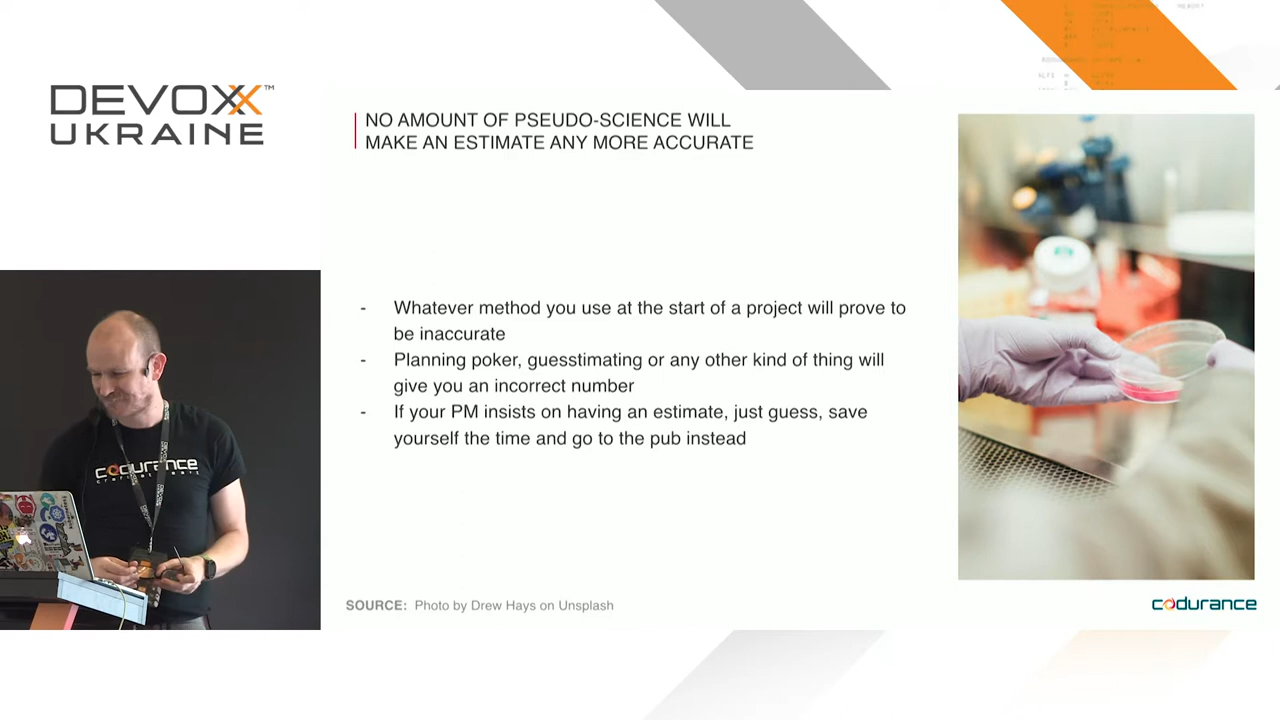 DEVOXX™
UKRAINE
NO AMOUNT OF PSEUDO-SCIENCE WILL
MAKE AN ESTIMATE ANY MORE ACCURATE
- Whatever method you use at the start of a project will prove to
be inaccurate
- Planning poker, guesstimating or any other kind of thing will
give you an incorrect number
- If your PM insists on having an estimate, just guess, save
yourself the time and go to the pub instead
codurance
SOURCE: Photo by Drew Hays on Unsplash
codurance